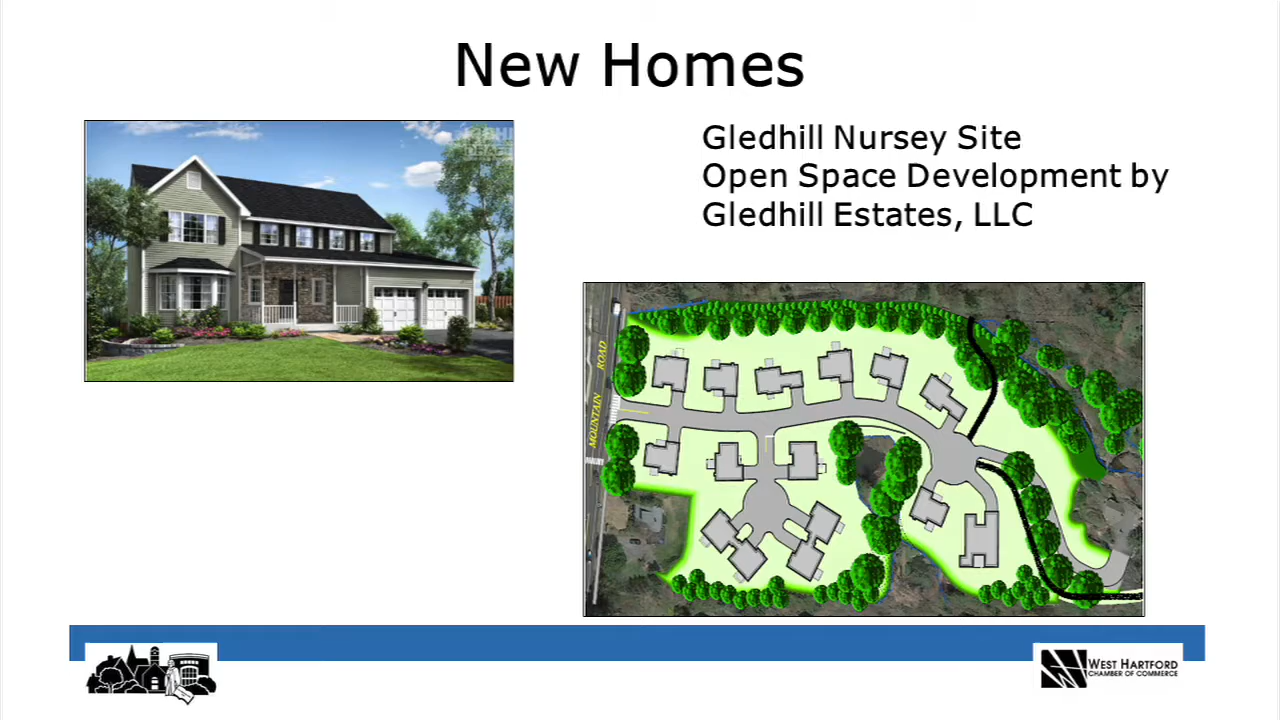 New Homes
Gledhill Nursey Site
Open Space Development by
Gledhill Estates, LLC
DRAFT
MOUNTAIN ROAD
WEST HARTFORD
CHAMBER OF COMMERCE